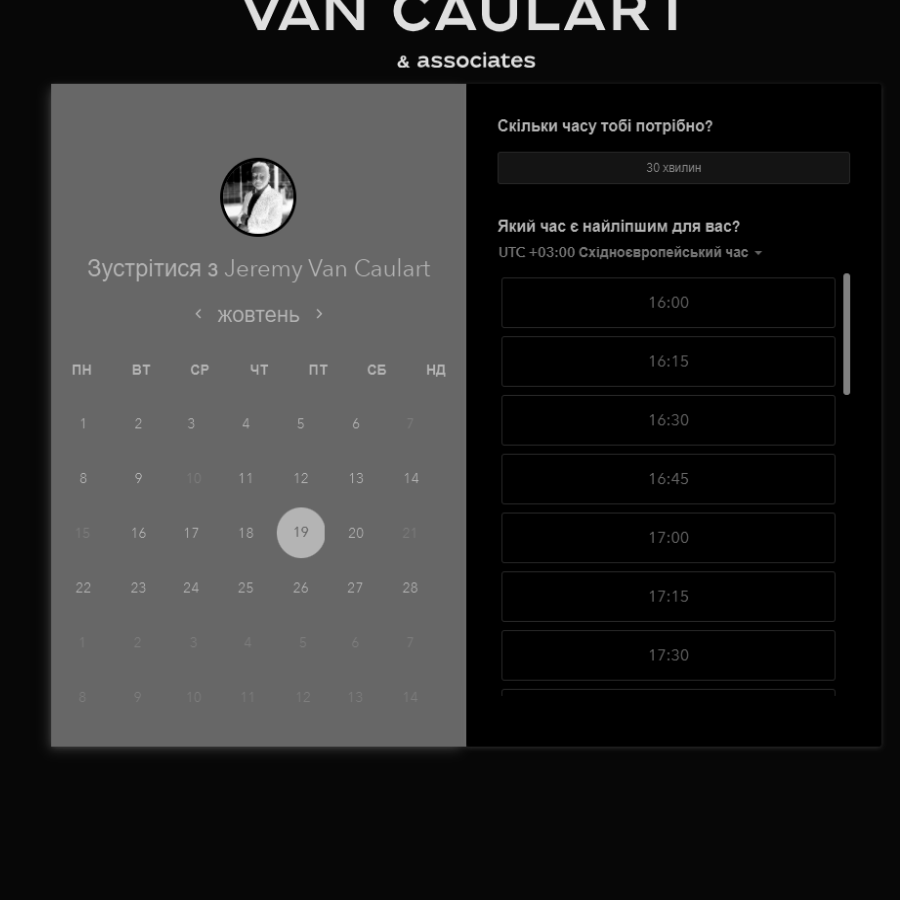 VAN CAULART
& associates
Зустрітися з Jeremy Van Caulart
жовтень
ПН ВТ СР ЧТ ПТ СБ НД
1 2 3 4 5 6 7
8 9 10 11 12 13 14
15 16 17 18 19 20 21
22 23 24 25 26 27 28
1 2 3 4 5 6 7
8 9 10 11 12 13 14
Скільки часу тобі потрібно?
30 хвилин
Який час є найліпшим для вас?
UTC +03:00 Східноєвропейський час
16:00
16:15
16:30
16:45
17:00
17:15
17:30